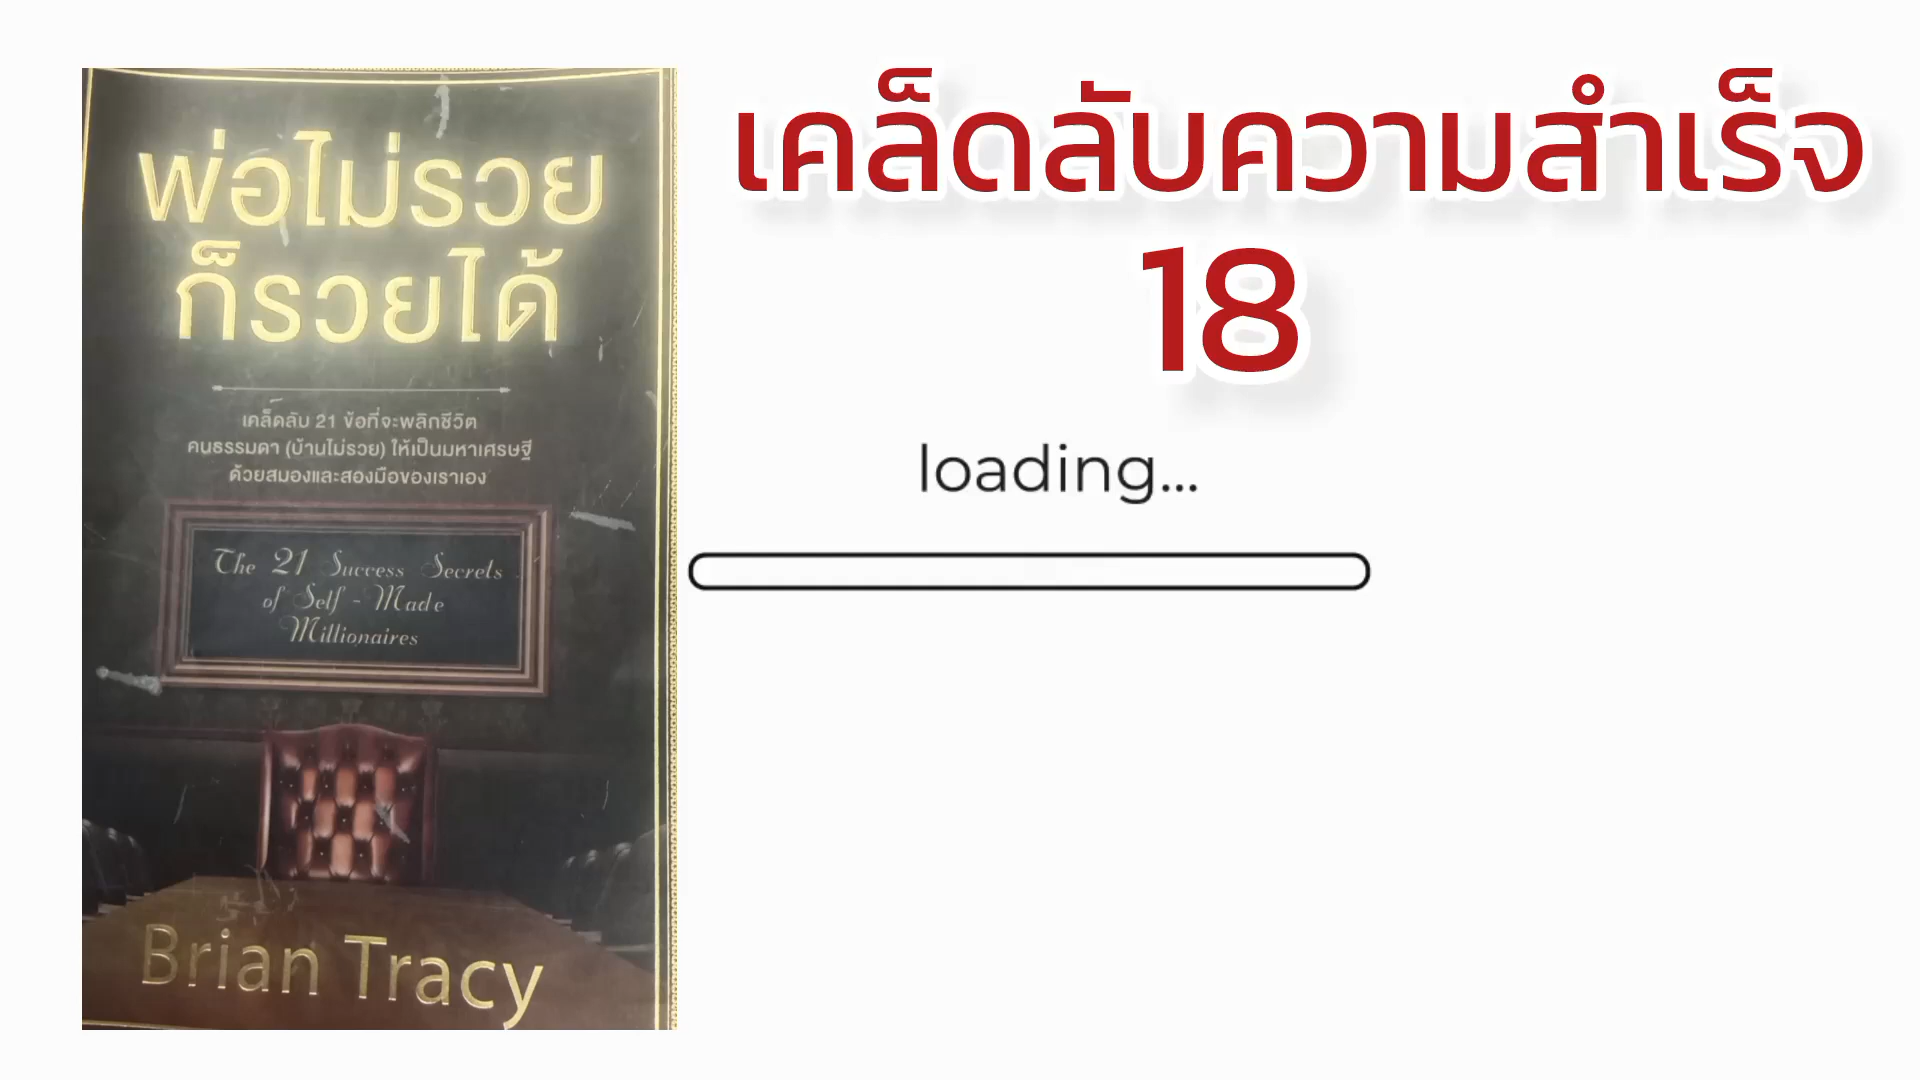 พ่อไม่รวย
ก็รวยได้
เคล็ดลับ 21 ข้อที่จะพลิกชีวิต
คนธรรมดา (บ้านไม่รวย) ให้เป็นมหาเศรษฐี
ด้วยสมองและสองมือของเราเอง
The 21 Success Secrets
of Self - Made
Millionaires
Brian Tracy
เคล็ดลับความสำเร็จ
18
loading...